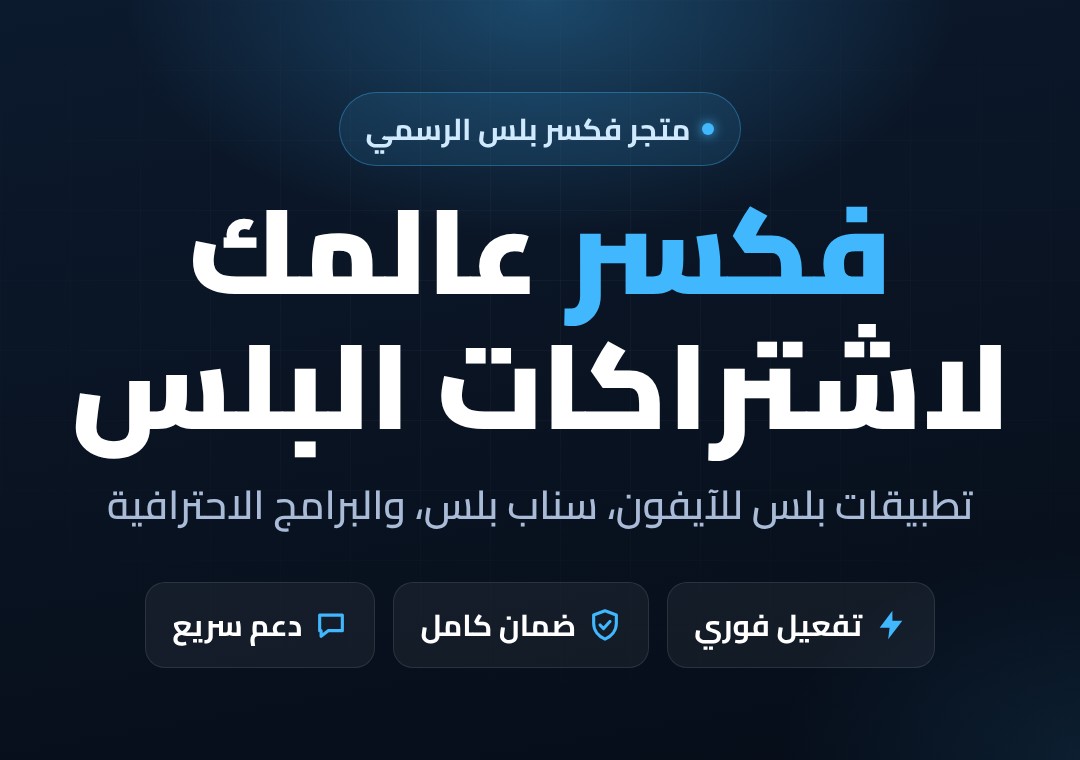 متجر فكسر بلس الرسمي
فكسر عالمك
لاشتراكات البلس
تطبيقات بلس للآيفون، سناب بلس، والبرامج الاحترافية
تفعيل فوري
ضمان كامل
دعم سريع